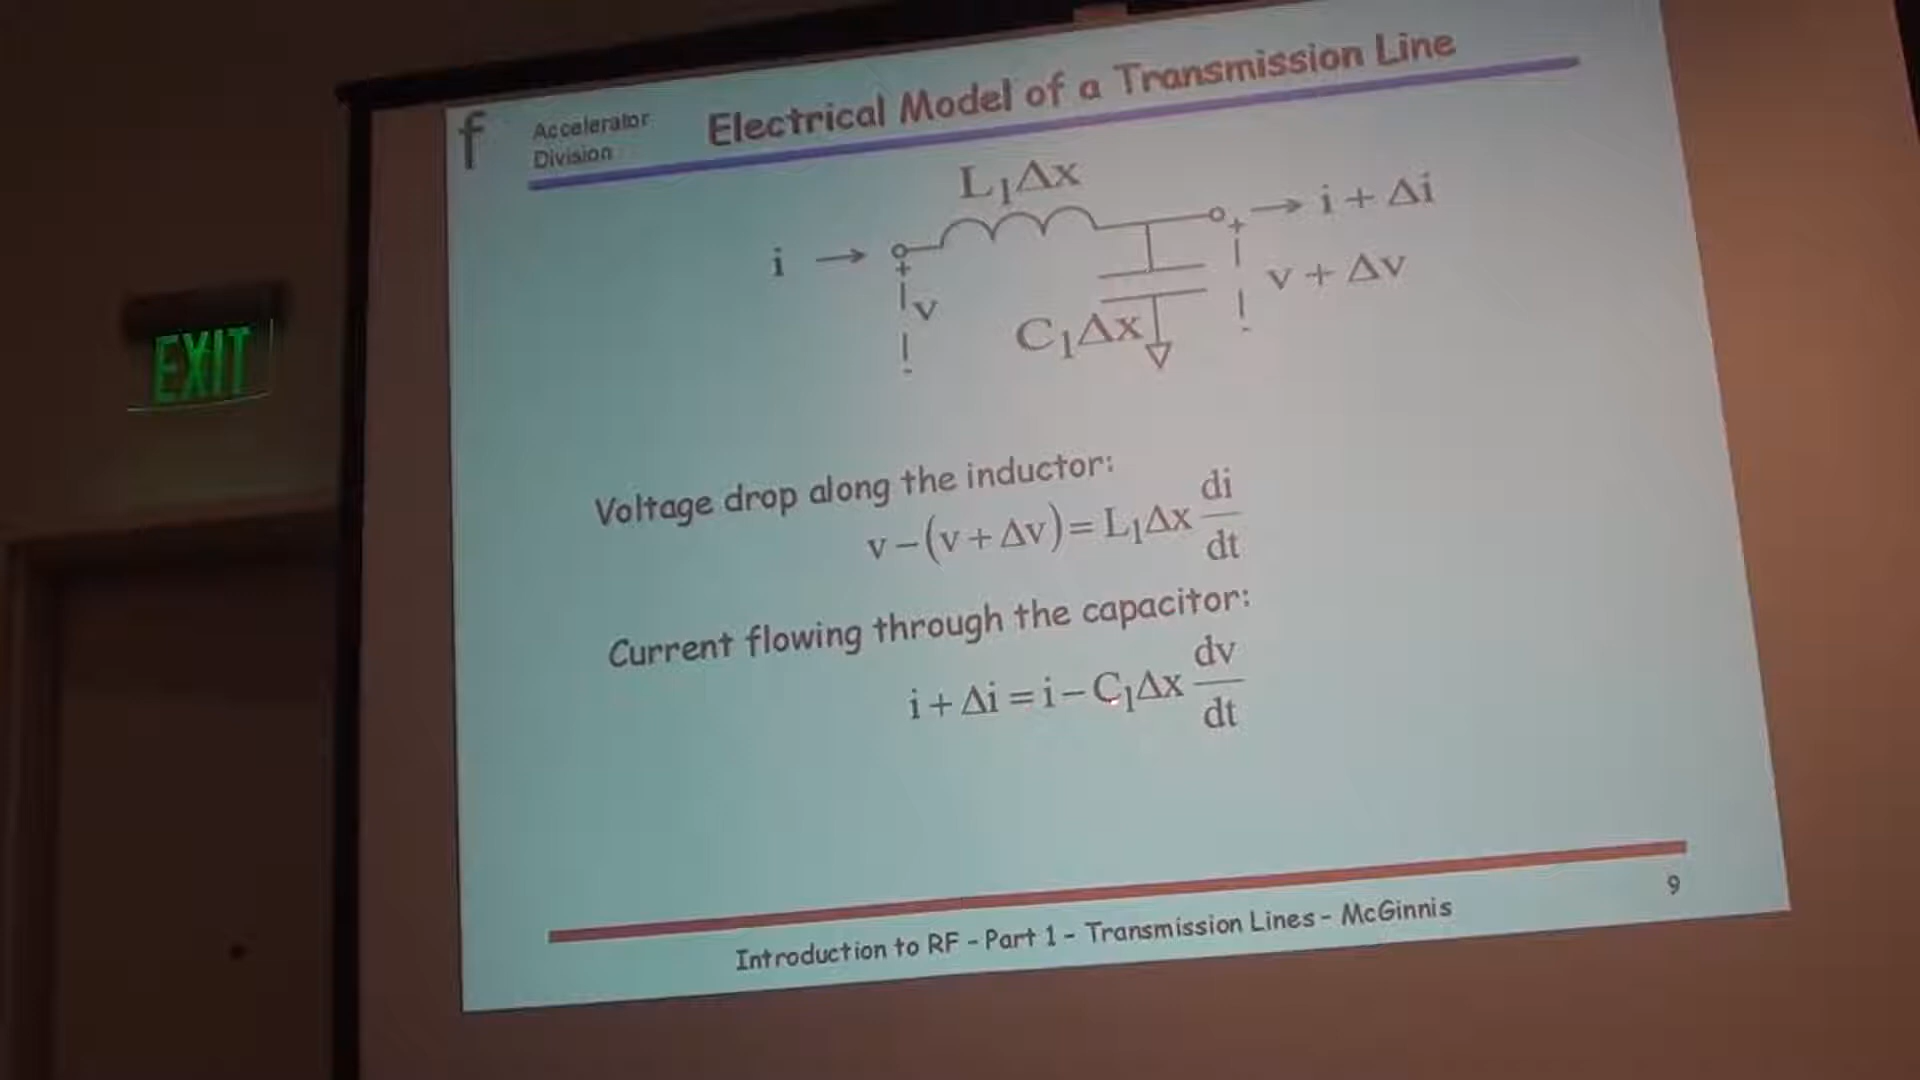 f
Accelerator
Division
Electrical Model of a Transmission Line
L₁Δx
i → 
+
v
C₁Δx
+
→ i + Δi
v + Δv
EXIT
Voltage drop along the inductor:
v – (v + Δv) = L₁Δx di/dt
Current flowing through the capacitor:
i + Δi = i – C₁Δx dv/dt
9
Introduction to RF - Part 1 - Transmission Lines - McGinnis